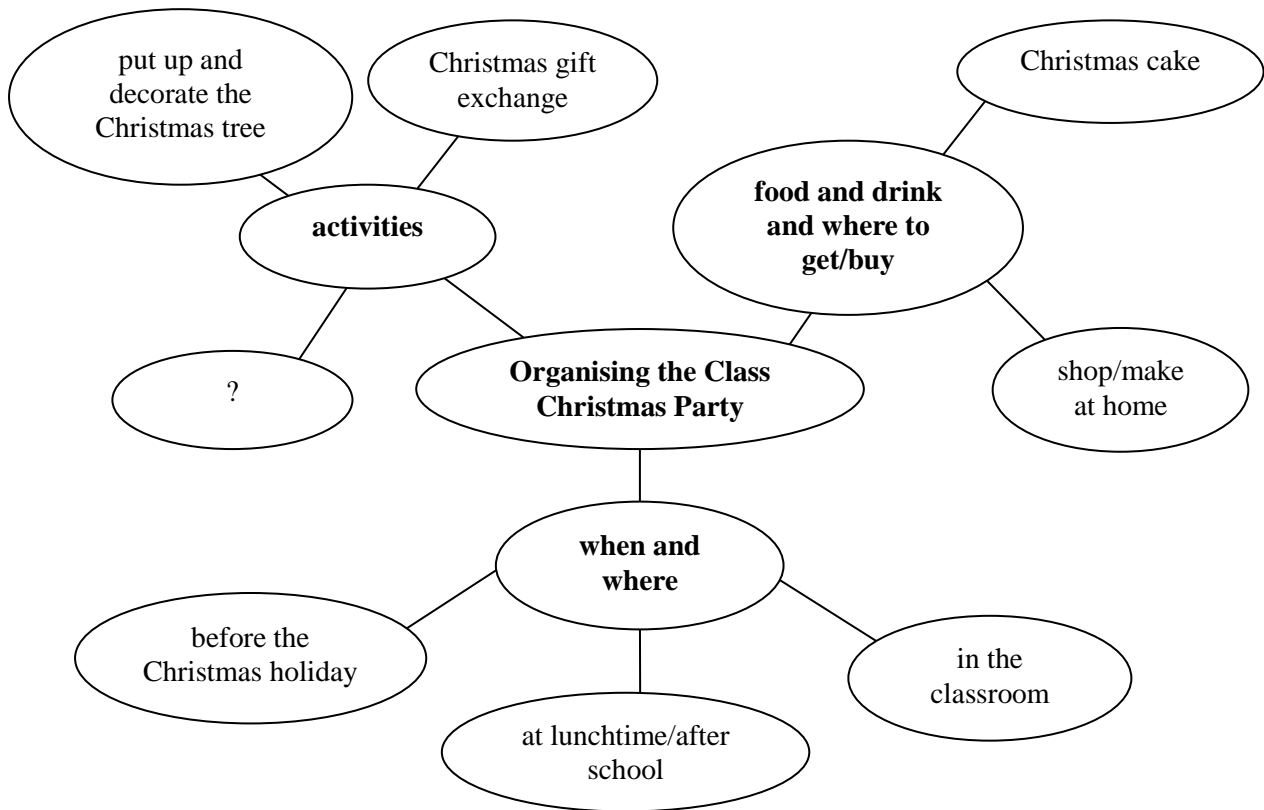 put up and
decorate the
Christmas tree
Christmas gift
exchange
Christmas cake
activities
food and drink
and where to
get/buy
?
Organising the Class
Christmas Party
shop/make
at home
when and
where
before the
Christmas holiday
at lunchtime/after
school
in the
classroom